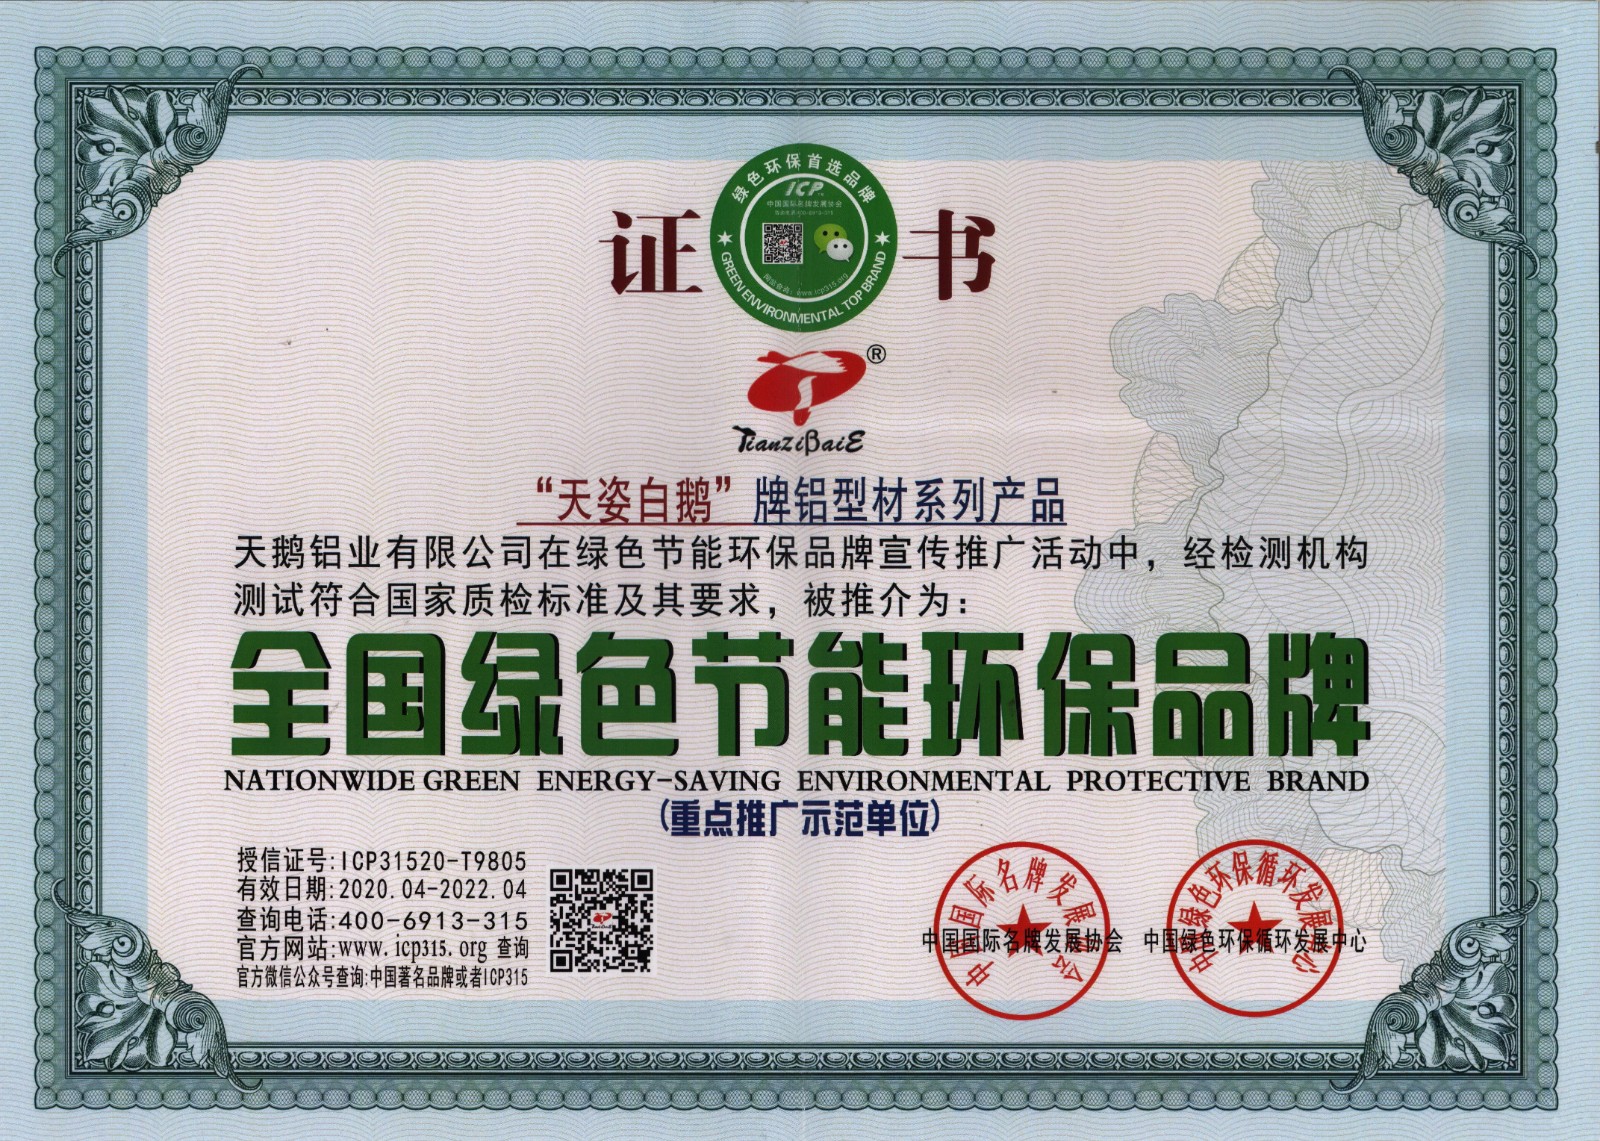 证 书
绿色环保首选品牌
ICP
中国国际名牌发展协会
GREEN ENVIRONMENTAL TOP BRAND
®
TianziBaiE
“天姿白鹅”牌铝型材系列产品
天鹅铝业有限公司在绿色节能环保品牌宣传推广活动中，经检测机构
测试符合国家质检标准及其要求，被推介为：
全国绿色节能环保品牌
NATIONWIDE GREEN ENERGY-SAVING ENVIRONMENTAL PROTECTIVE BRAND
(重点推广示范单位)
授信证号:ICP31520-T9805
有效日期:2020.04-2022.04
查询电话:400-6913-315
官方网站:www.icp315.org 查询
官方微信公众号查询:中国著名品牌或者ICP315
中国国际名牌发展协会
中国国际名牌发展协会
中国绿色环保循环发展中心
中国绿色环保循环发展中心